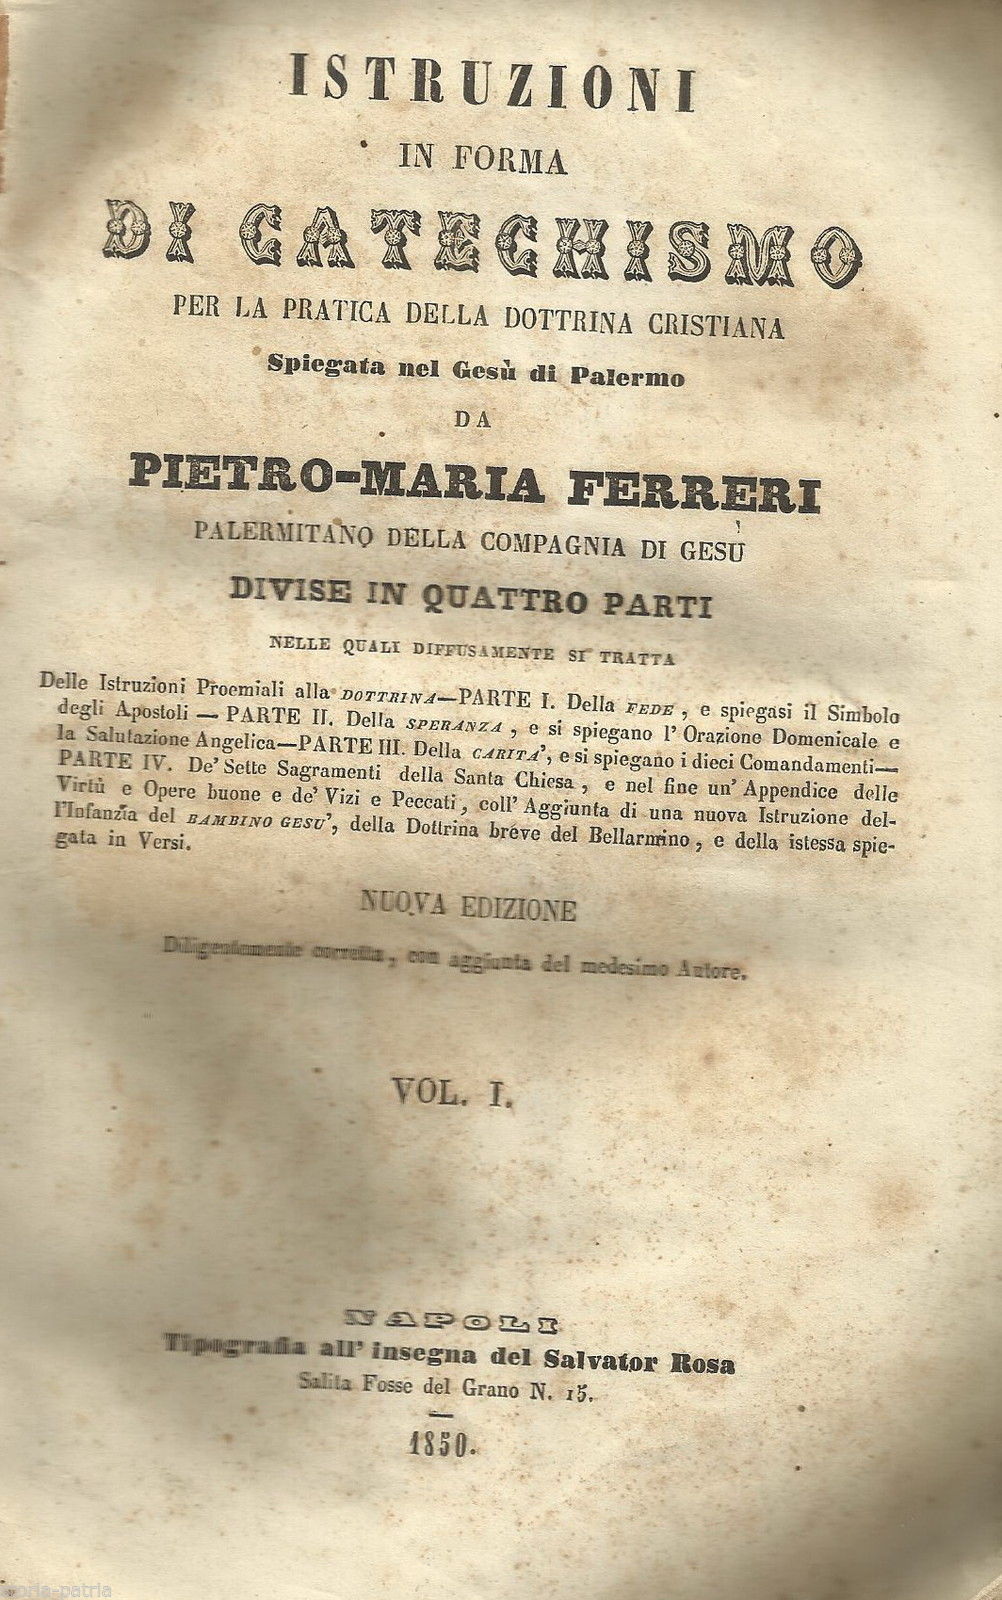 ISTRUZIONI
IN FORMA
DI CATECHISMO
PER LA PRATICA DELLA DOTTRINA CRISTIANA
Spiegata nel Gesù di Palermo
DA
PIETRO-MARIA FERRERI
PALERMITANO DELLA COMPAGNIA DI GESÙ
DIVISE IN QUATTRO PARTI
NELLE QUALI DIFFUSAMENTE SI TRATTA
Delle Istruzioni Proemiali alla DOTTRINA—PARTE I. Della FEDE , e spiegasi il Simbolo
degli Apostoli — PARTE II. Della SPERANZA , e si spiegano l' Orazione Domenicale e
la Salutazione Angelica—PARTE III. Della CARITA', e si spiegano i dieci Comandamenti—
PARTE IV. De' Sette Sagramenti della Santa Chiesa , e nel fine un' Appendice delle
Virtù e Opere buone e de' Vizi e Peccati , coll' Aggiunta di una nuova Istruzione del-
l'Infanzia del BAMBINO GESU', della Dottrina breve del Bellarmino , e della istessa spie-
gata in Versi.
NUOVA EDIZIONE
Diligentemente corretta , con aggiunta del medesimo Autore.
VOL. I.
NAPOLI
Tipografia all' insegna del Salvator Rosa
Salita Fosse del Grano N. 15.
1850.
storia-patria